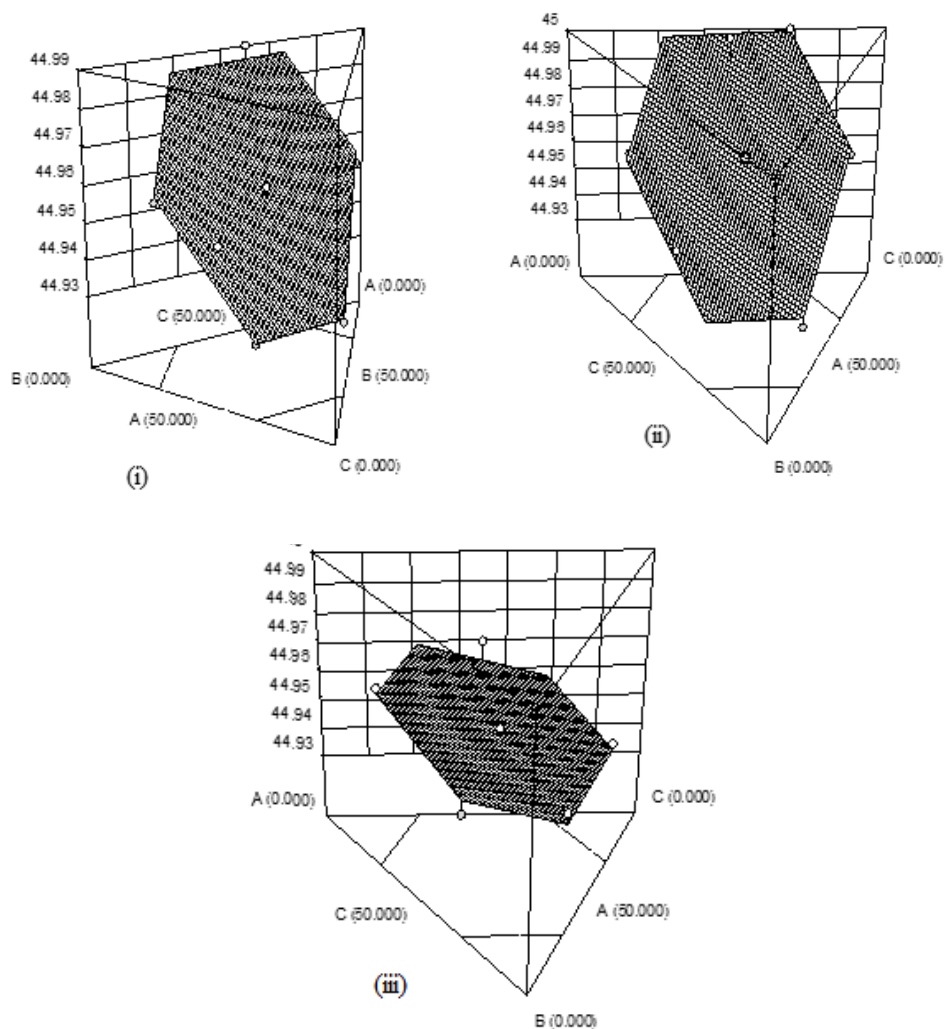 44.99
44.98
44.97
44.96
44.95
44.94
44.93
A (0.000)
C (50.000)
B (0.000)
B (50.000)
A (50.000)
C (0.000)
(i)
45
44.99
44.98
44.97
44.96
44.95
44.94
44.93
A (0.000)
C (0.000)
C (50.000)
A (50.000)
B (0.000)
(ii)
44.99
44.98
44.97
44.96
44.95
44.94
44.93
A (0.000)
C (0.000)
C (50.000)
A (50.000)
B (0.000)
(iii)